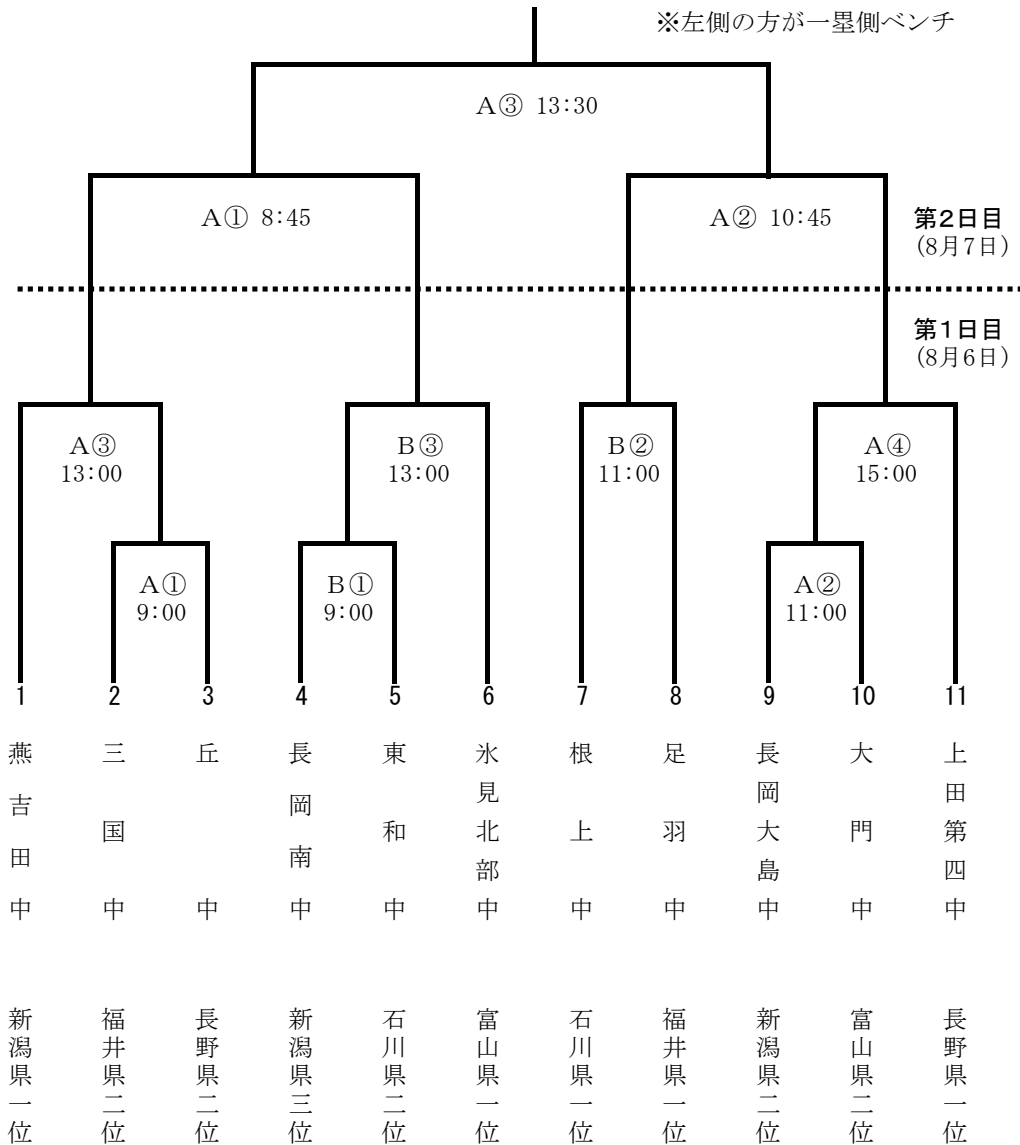 ※左側の方が一塁側ベンチ
A③ 13:30
A① 8:45
A② 10:45
第2日目
(8月7日)
第1日目
(8月6日)
A③
13:00
B③
13:00
B②
11:00
A④
15:00
A①
9:00
B①
9:00
A②
11:00
1
2
3
4
5
6
7
8
9
10
11
燕吉田中
三国中
丘中
長岡南中
東和中
氷見北部中
根上中
足羽中
長岡大島中
大門中
上田第四中
新潟県一位
福井県二位
長野県二位
新潟県三位
石川県二位
富山県一位
石川県一位
福井県一位
新潟県二位
富山県二位
長野県一位